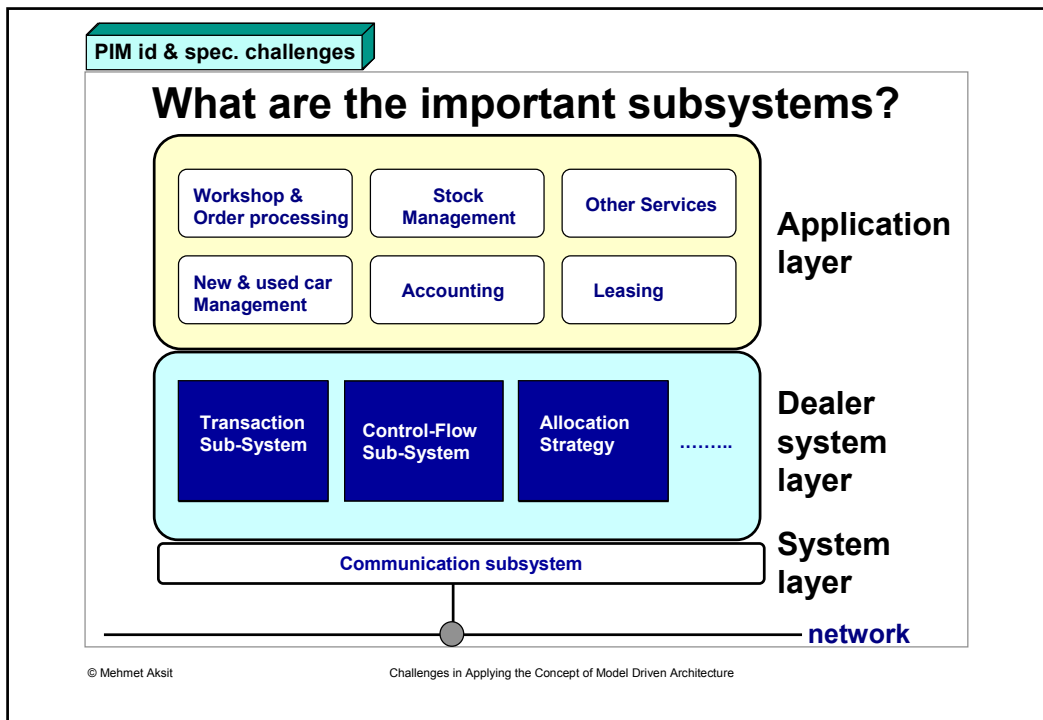 PIM id & spec. challenges
What are the important subsystems?
Workshop &
Order processing
Stock
Management
Other Services
New & used car
Management
Accounting
Leasing
Application
layer
Transaction
Sub-System
Control-Flow
Sub-System
Allocation
Strategy
……...
Dealer
system
layer
Communication subsystem
System
layer
network
© Mehmet Aksit
Challenges in Applying the Concept of Model Driven Architecture